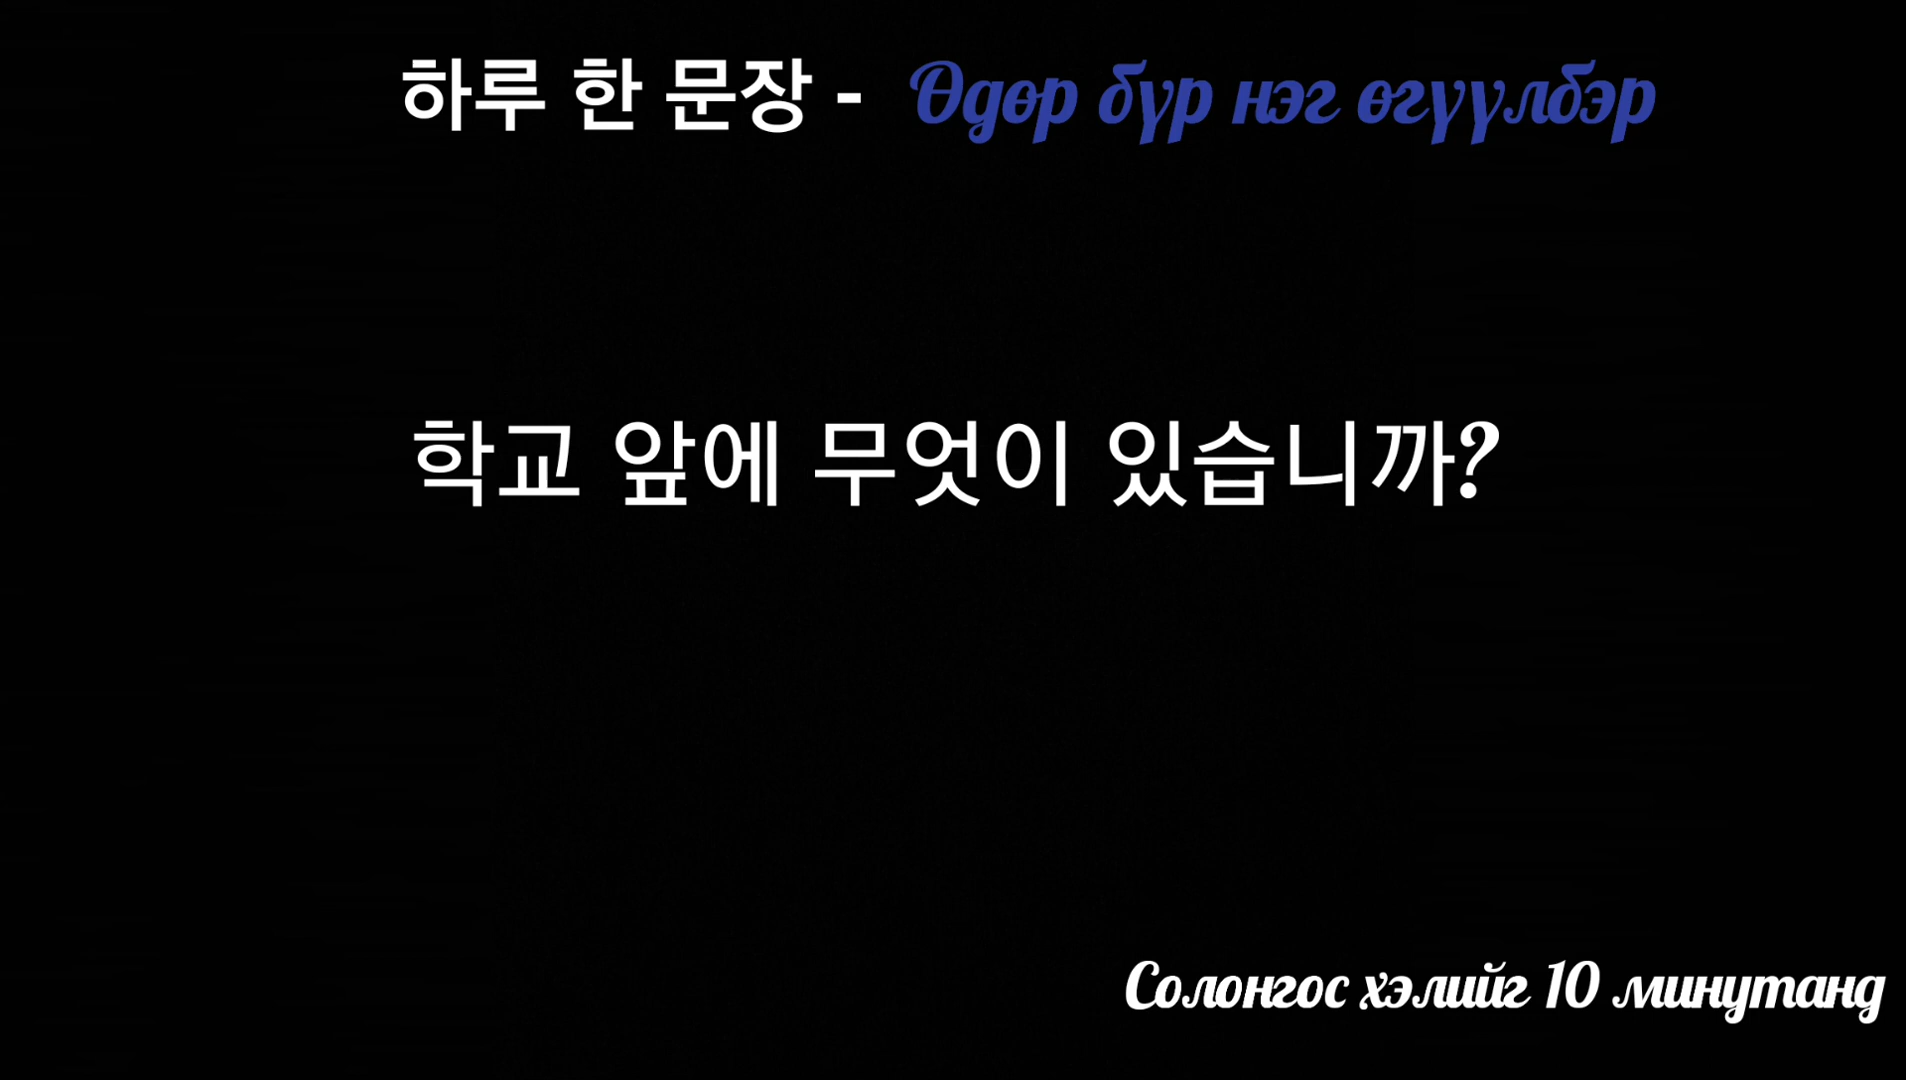 하루 한 문장 - Өдөр бүр нэг өгүүлбэр
학교 앞에 무엇이 있습니까?
Солонгос хэлийг 10 минутанд